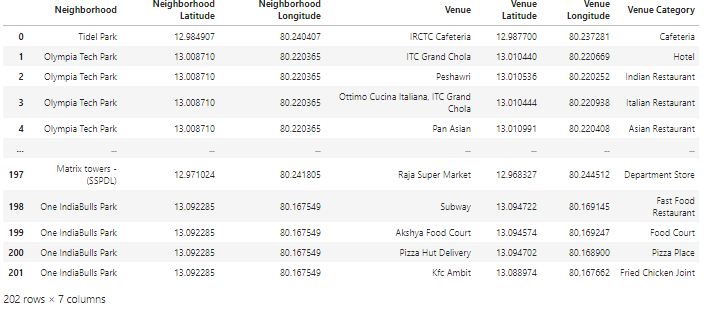 Neighborhood Neighborhood Latitude Neighborhood Longitude Venue Venue Latitude Venue Longitude Venue Category
0 Tidel Park 12.984907 80.240407 IRCTC Cafeteria 12.987700 80.237281 Cafeteria
1 Olympia Tech Park 13.008710 80.220365 ITC Grand Chola 13.010440 80.220669 Hotel
2 Olympia Tech Park 13.008710 80.220365 Peshawri 13.010536 80.220252 Indian Restaurant
3 Olympia Tech Park 13.008710 80.220365 Ottimo Cucina Italiana, ITC Grand Chola 13.010444 80.220938 Italian Restaurant
4 Olympia Tech Park 13.008710 80.220365 Pan Asian 13.010991 80.220408 Asian Restaurant
... ... ... ... ... ... ... ...
197 Matrix towers - (SSPDL) 12.971024 80.241805 Raja Super Market 12.968327 80.244512 Department Store
198 One IndiaBulls Park 13.092285 80.167549 Subway 13.094722 80.169145 Fast Food Restaurant
199 One IndiaBulls Park 13.092285 80.167549 Akshya Food Court 13.094574 80.169247 Food Court
200 One IndiaBulls Park 13.092285 80.167549 Pizza Hut Delivery 13.094702 80.168900 Pizza Place
201 One IndiaBulls Park 13.092285 80.167549 Kfc Ambit 13.088974 80.167662 Fried Chicken Joint
202 rows × 7 columns